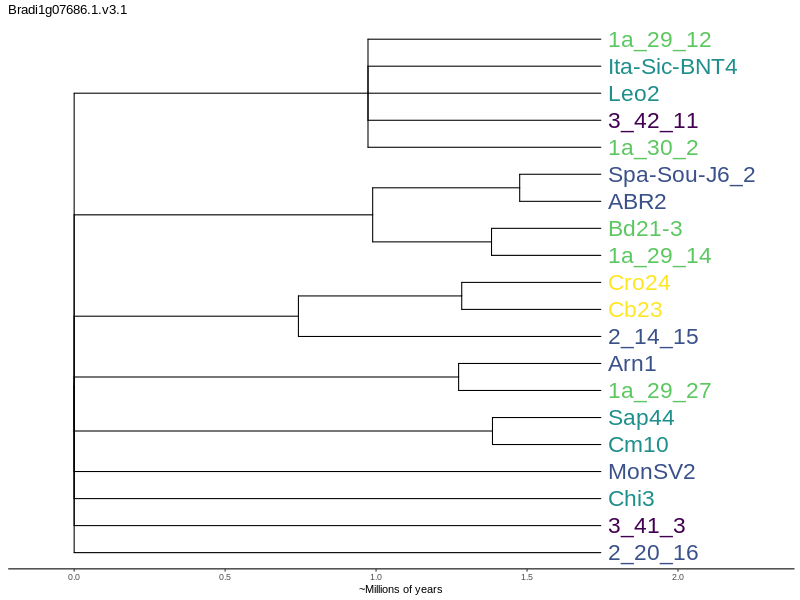 Bradi1g07686.1.v3.1
1a_29_12
Ita-Sic-BNT4
Leo2
3_42_11
1a_30_2
Spa-Sou-J6_2
ABR2
Bd21-3
1a_29_14
Cro24
Cb23
2_14_15
Arn1
1a_29_27
Sap44
Cm10
MonSV2
Chi3
3_41_3
2_20_16
0.0 0.5 1.0 1.5 2.0
~Millions of years